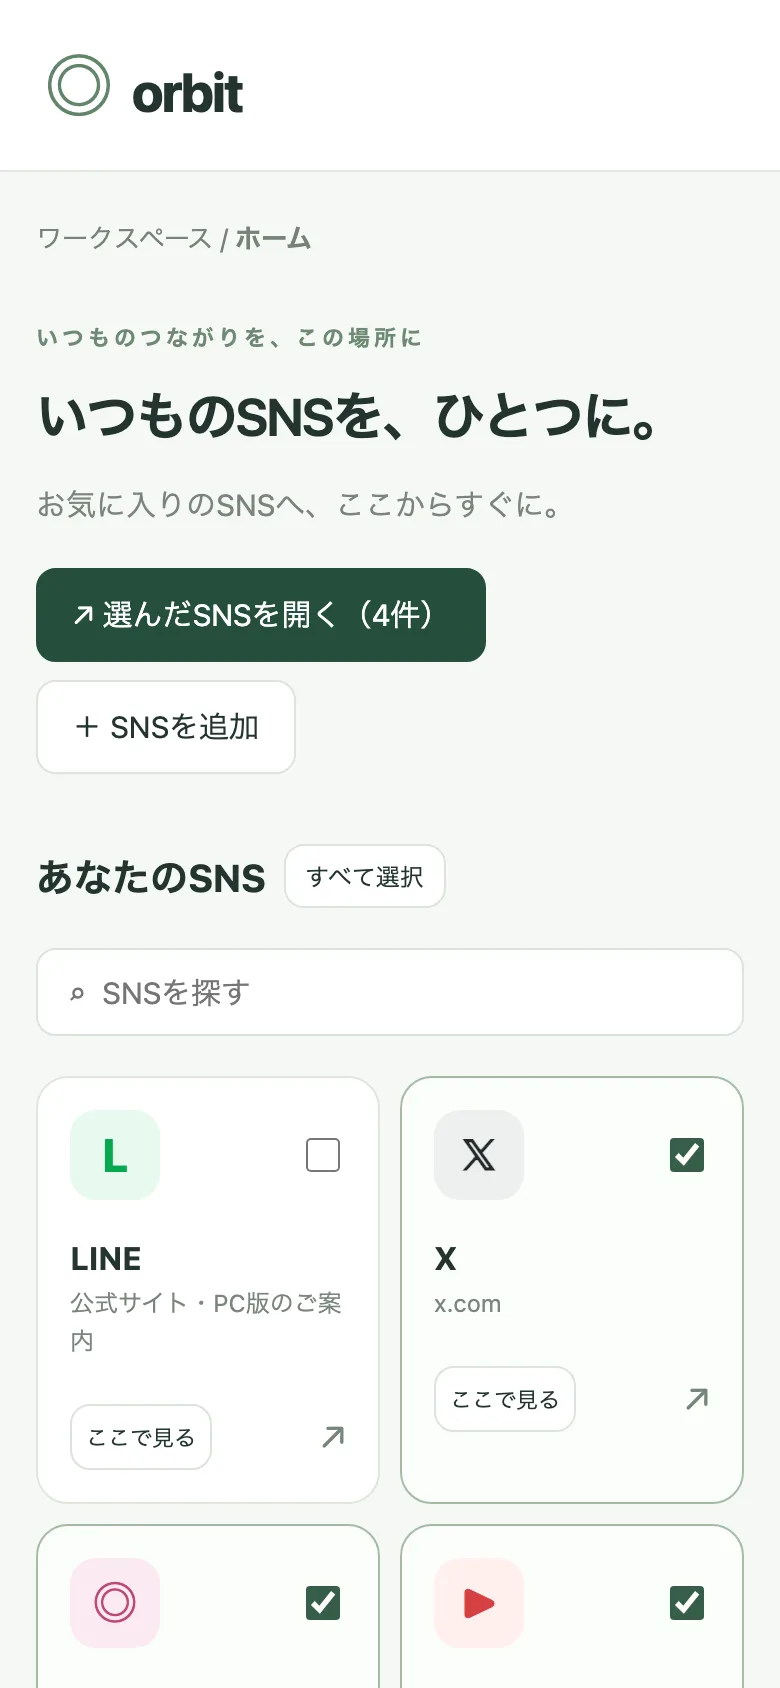 orbit
ワークスペース / ホーム
いつものつながりを、この場所に
いつものSNSを、ひとつに。
お気に入りのSNSへ、ここからすぐに。
↗ 選んだSNSを開く（4件）
＋ SNSを追加
あなたのSNS
すべて選択
SNSを探す
L
LINE
公式サイト・PC版のご案
内
ここで見る
↗
𝕏
X
x.com
ここで見る
↗